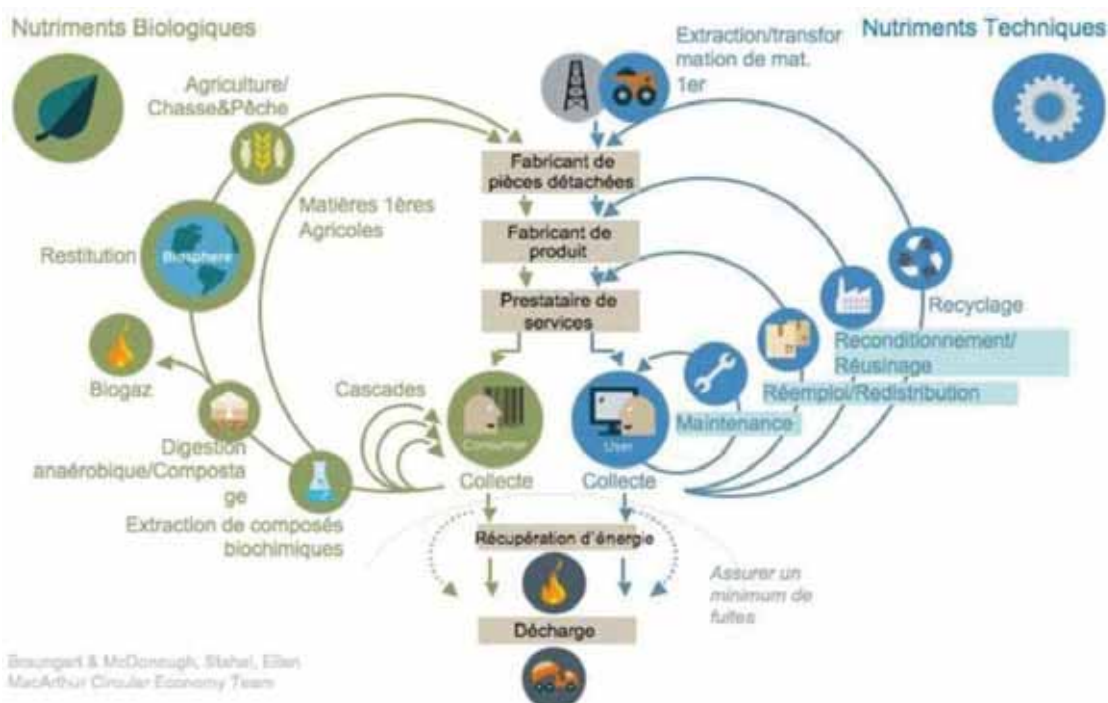 Nutriments Biologiques
Extraction/transfor
mation de mat.
1er
Nutriments Techniques
Agriculture/
Chasse&Pêche
Fabricant de
pièces détachées
Matières 1ères
Agricoles
Fabricant de
produit
Restitution
Biosphere
Prestataire de
services
Recyclage
Reconditionnement/
Réusinage
Biogaz
Cascades
Réemploi/Redistribution
Maintenance
Consumer
User
Digestion
anaérobique/Composta
ge
Collecte
Collecte
Extraction de composés
biochimiques
Récupération d'énergie
Assurer un
minimum de
fuites
Décharge
Braungart & McDonough, Stahel, Ellen
MacArthur Circular Economy Team